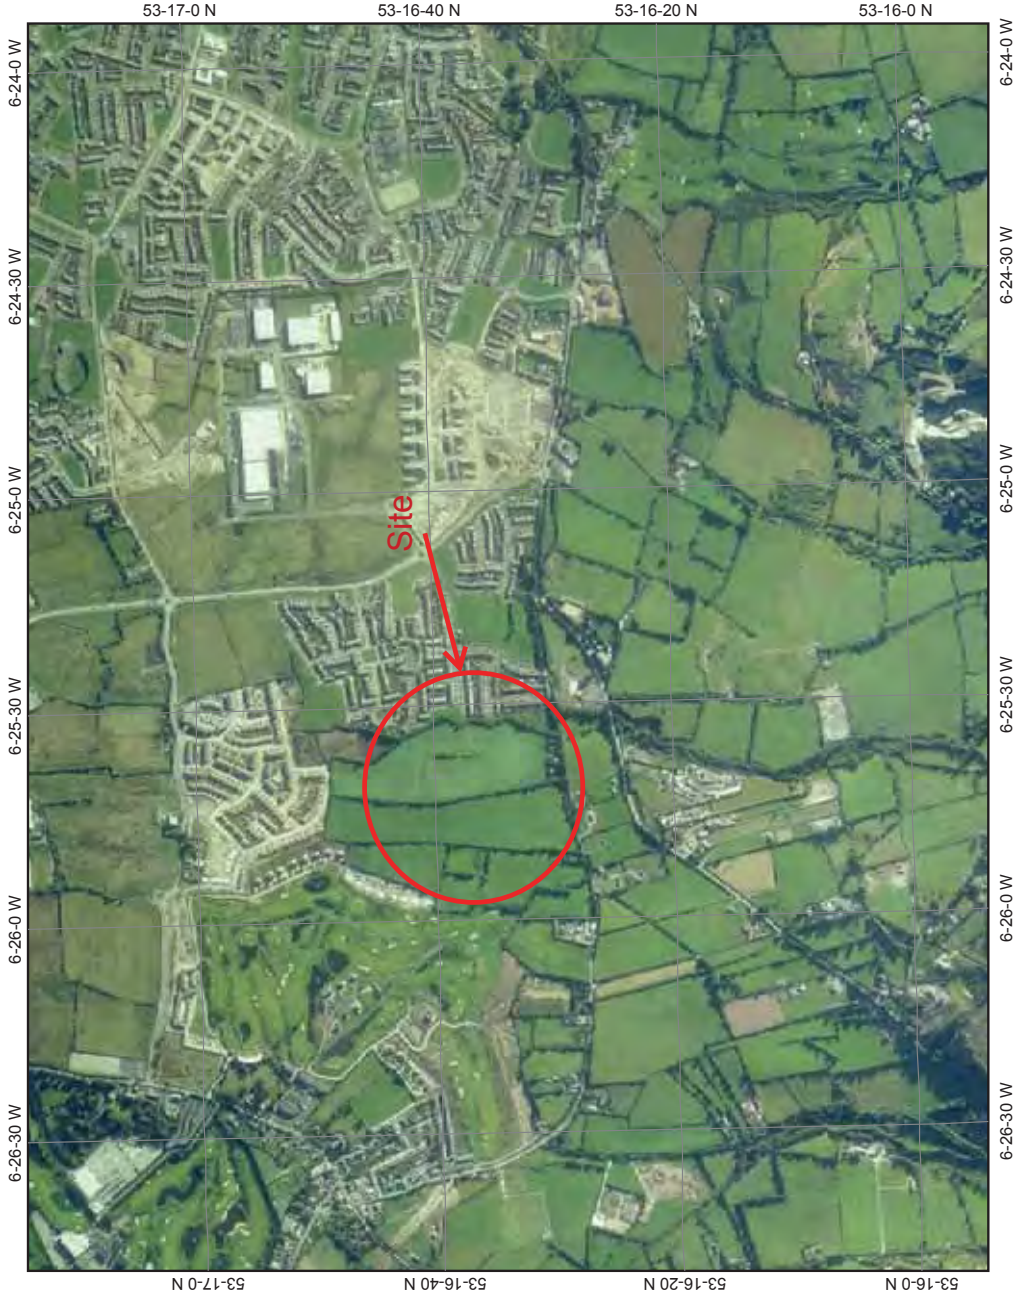 53-17-0 N
53-16-40 N
53-16-20 N
53-16-0 N
6-24-0 W
6-24-30 W
6-25-0 W
6-25-30 W
6-26-0 W
6-26-30 W
Site
6-24-0 W
6-24-30 W
6-25-0 W
6-25-30 W
6-26-0 W
6-26-30 W
53-17-0 N
53-16-40 N
53-16-20 N
53-16-0 N